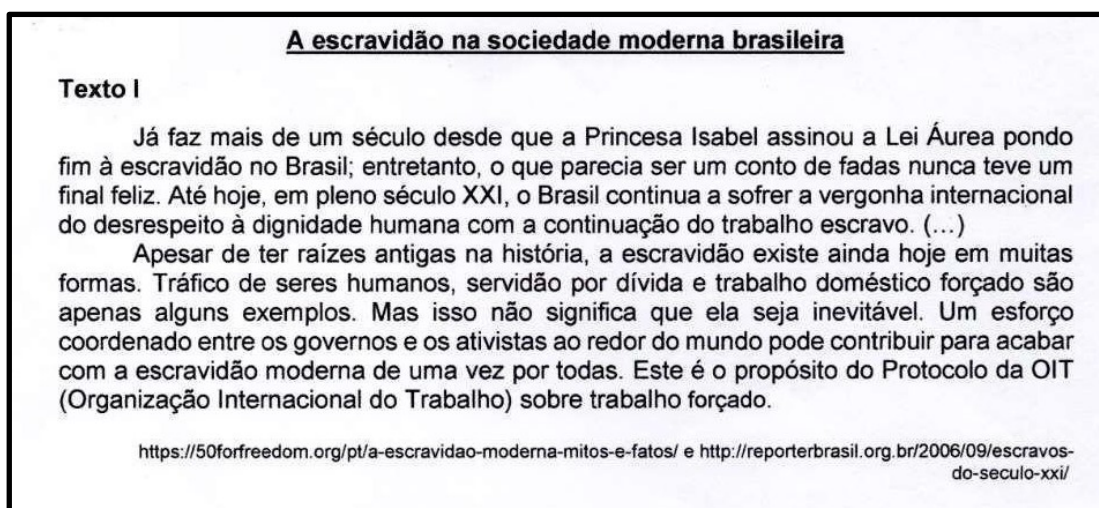 A escravidão na sociedade moderna brasileira
Texto I
Já faz mais de um século desde que a Princesa Isabel assinou a Lei Áurea pondo
fim à escravidão no Brasil; entretanto, o que parecia ser um conto de fadas nunca teve um
final feliz. Até hoje, em pleno século XXI, o Brasil continua a sofrer a vergonha internacional
do desrespeito à dignidade humana com a continuação do trabalho escravo. (...)
Apesar de ter raízes antigas na história, a escravidão existe ainda hoje em muitas
formas. Tráfico de seres humanos, servidão por dívida e trabalho doméstico forçado são
apenas alguns exemplos. Mas isso não significa que ela seja inevitável. Um esforço
coordenado entre os governos e os ativistas ao redor do mundo pode contribuir para acabar
com a escravidão moderna de uma vez por todas. Este é o propósito do Protocolo da OIT
(Organização Internacional do Trabalho) sobre trabalho forçado.
https://50forfreedom.org/pt/a-escravidao-moderna-mitos-e-fatos/ e http://reporterbrasil.org.br/2006/09/escravos-
do-seculo-xxi/